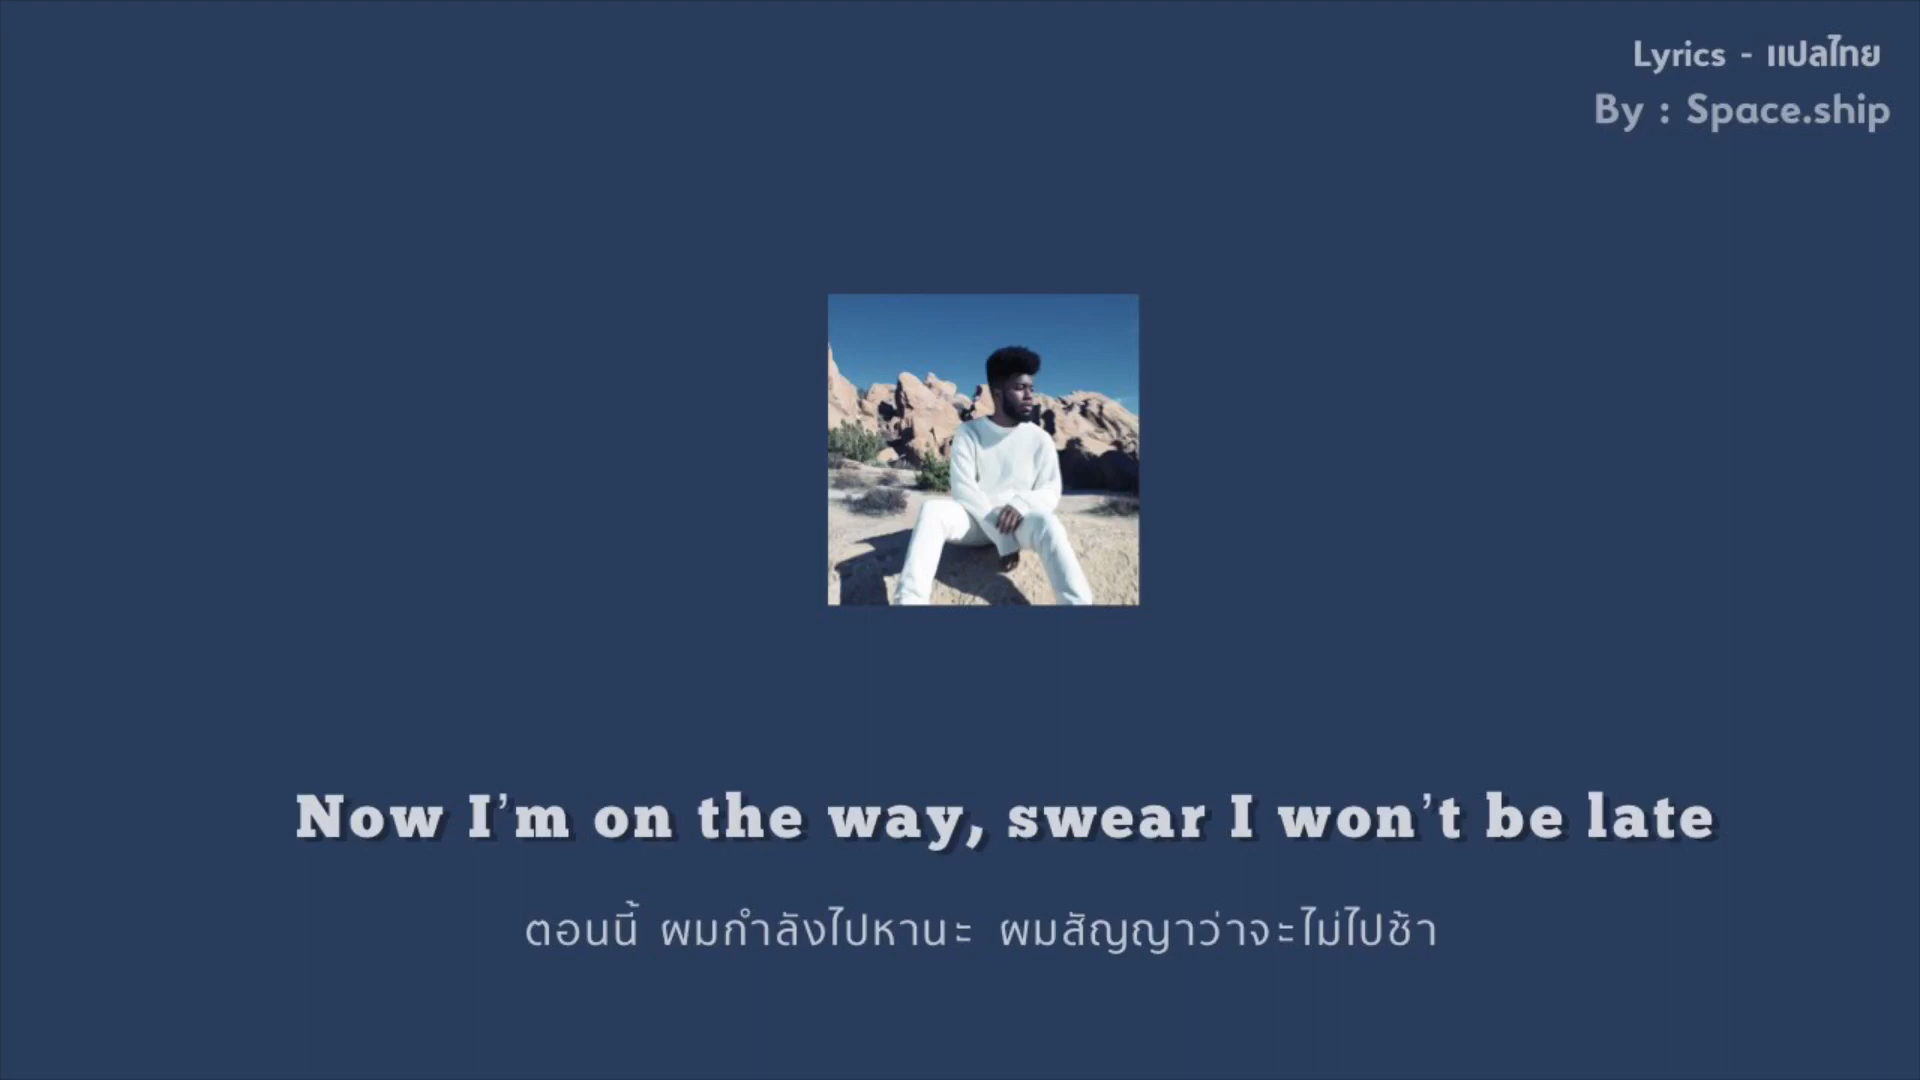 Lyrics - แปลไทย
By : Space.ship
Now I'm on the way, swear I won't be late
ตอนนี้ ผมกำลังไปหานะ ผมสัญญาว่าจะไม่ไปช้า